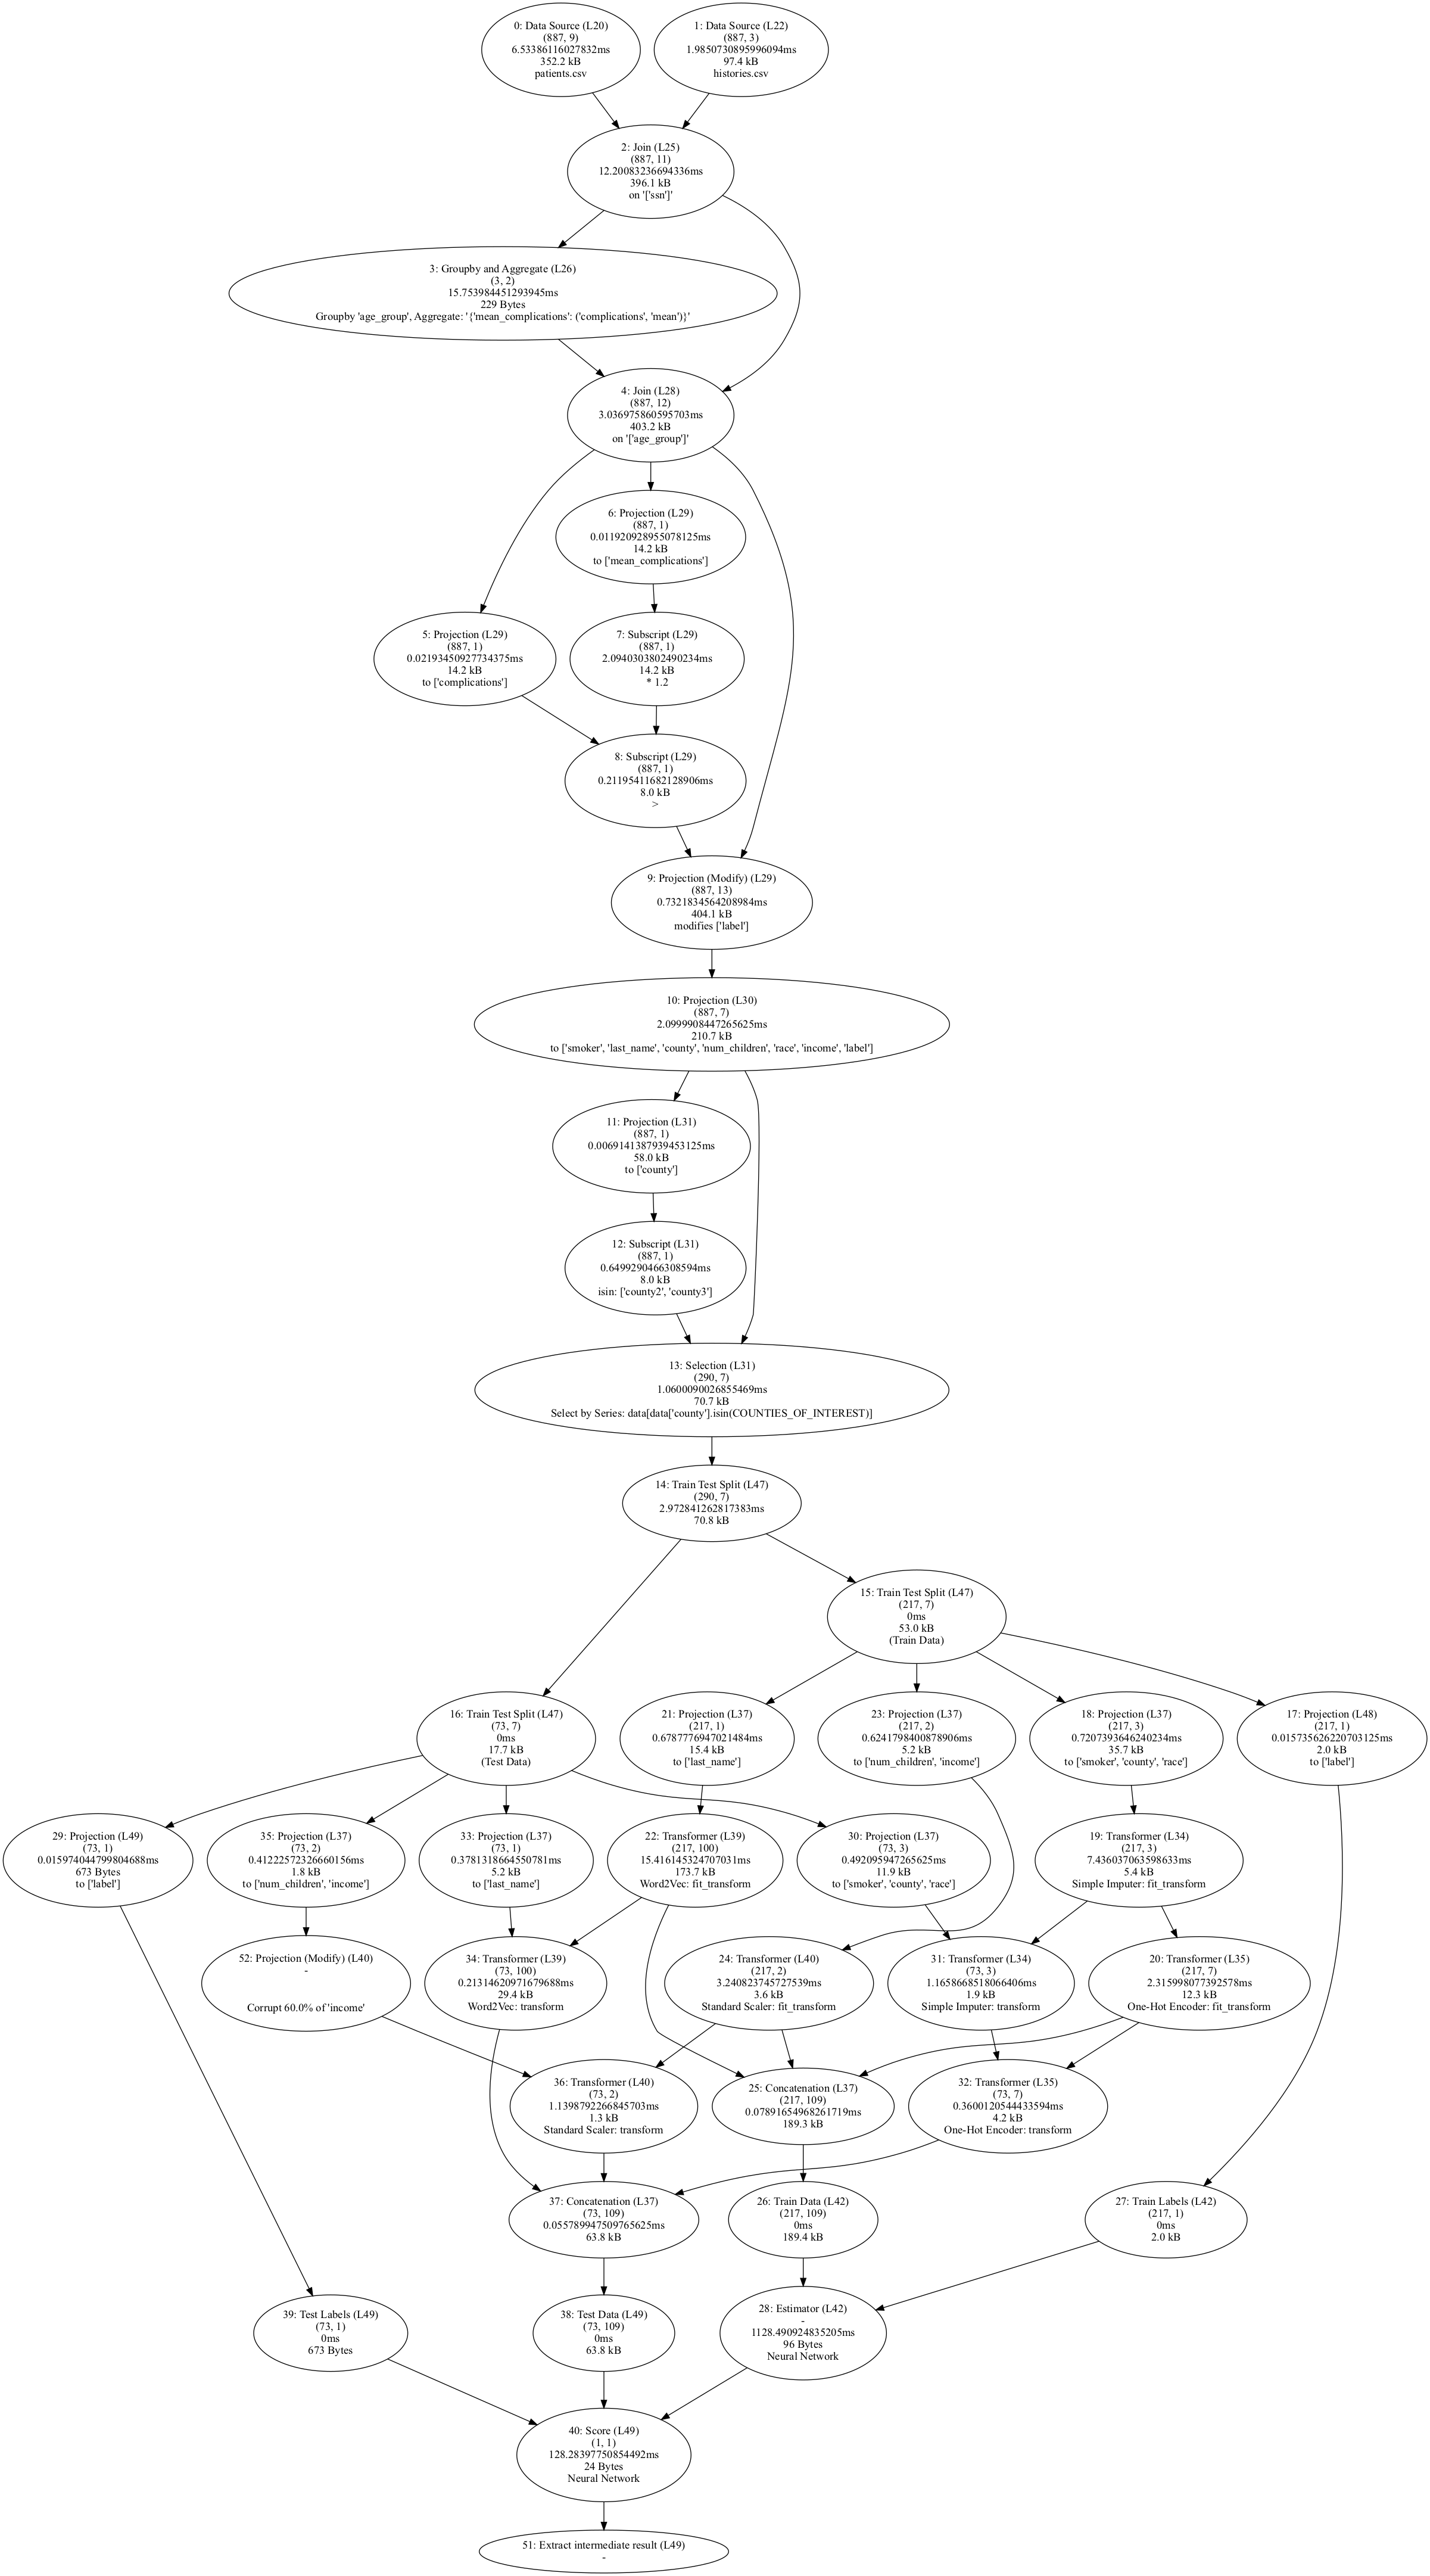 0: Data Source (L20)
(887, 9)
6.53386116027832ms
352.2 kB
patients.csv
1: Data Source (L22)
(887, 3)
1.9850730895996094ms
97.4 kB
histories.csv
2: Join (L25)
(887, 11)
12.20083236694336ms
396.1 kB
on '['ssn']'
3: Groupby and Aggregate (L26)
(3, 2)
15.753984451293945ms
229 Bytes
Groupby 'age_group', Aggregate: '{'mean_complications': ('complications', 'mean')}'
4: Join (L28)
(887, 12)
3.036975860595703ms
403.2 kB
on '['age_group']'
6: Projection (L29)
(887, 1)
0.011920928955078125ms
14.2 kB
to ['mean_complications']
5: Projection (L29)
(887, 1)
0.02193450927734375ms
14.2 kB
to ['complications']
7: Subscript (L29)
(887, 1)
2.0940303802490234ms
14.2 kB
* 1.2
8: Subscript (L29)
(887, 1)
0.21195411682128906ms
8.0 kB
>
9: Projection (Modify) (L29)
(887, 13)
0.7321834564208984ms
404.1 kB
modifies ['label']
10: Projection (L30)
(887, 7)
2.0999908447265625ms
210.7 kB
to ['smoker', 'last_name', 'county', 'num_children', 'race', 'income', 'label']
11: Projection (L31)
(887, 1)
0.0069141387939453125ms
58.0 kB
to ['county']
12: Subscript (L31)
(887, 1)
0.6499290466308594ms
8.0 kB
isin: ['county2', 'county3']
13: Selection (L31)
(290, 7)
1.0600090026855469ms
70.7 kB
Select by Series: data[data['county'].isin(COUNTIES_OF_INTEREST)]
14: Train Test Split (L47)
(290, 7)
2.972841262817383ms
70.8 kB
15: Train Test Split (L47)
(217, 7)
0ms
53.0 kB
(Train Data)
16: Train Test Split (L47)
(73, 7)
0ms
17.7 kB
(Test Data)
21: Projection (L37)
(217, 1)
0.6787776947021484ms
15.4 kB
to ['last_name']
23: Projection (L37)
(217, 2)
0.6241798400878906ms
5.2 kB
to ['num_children', 'income']
18: Projection (L37)
(217, 3)
0.7207393646240234ms
35.7 kB
to ['smoker', 'county', 'race']
17: Projection (L48)
(217, 1)
0.015735626220703125ms
2.0 kB
to ['label']
29: Projection (L49)
(73, 1)
0.015974044799804688ms
673 Bytes
to ['label']
35: Projection (L37)
(73, 2)
0.41222572326660156ms
1.8 kB
to ['num_children', 'income']
33: Projection (L37)
(73, 1)
0.3781318664550781ms
5.2 kB
to ['last_name']
22: Transformer (L39)
(217, 100)
15.416145324707031ms
173.7 kB
Word2Vec: fit_transform
30: Projection (L37)
(73, 3)
0.492095947265625ms
11.9 kB
to ['smoker', 'county', 'race']
19: Transformer (L34)
(217, 3)
7.436037063598633ms
5.4 kB
Simple Imputer: fit_transform
52: Projection (Modify) (L40)
-
Corrupt 60.0% of 'income'
34: Transformer (L39)
(73, 100)
0.21314620971679688ms
29.4 kB
Word2Vec: transform
24: Transformer (L40)
(217, 2)
3.240823745727539ms
3.6 kB
Standard Scaler: fit_transform
31: Transformer (L34)
(73, 3)
1.1658668518066406ms
1.9 kB
Simple Imputer: transform
20: Transformer (L35)
(217, 7)
2.315998077392578ms
12.3 kB
One-Hot Encoder: fit_transform
36: Transformer (L40)
(73, 2)
1.1398792266845703ms
1.3 kB
Standard Scaler: transform
25: Concatenation (L37)
(217, 109)
0.07891654968261719ms
189.3 kB
32: Transformer (L35)
(73, 7)
0.3600120544433594ms
4.2 kB
One-Hot Encoder: transform
37: Concatenation (L37)
(73, 109)
0.055789947509765625ms
63.8 kB
26: Train Data (L42)
(217, 109)
0ms
189.4 kB
27: Train Labels (L42)
(217, 1)
0ms
2.0 kB
39: Test Labels (L49)
(73, 1)
0ms
673 Bytes
38: Test Data (L49)
(73, 109)
0ms
63.8 kB
28: Estimator (L42)
-
1128.490924835205ms
96 Bytes
Neural Network
40: Score (L49)
(1, 1)
128.28397750854492ms
24 Bytes
Neural Network
51: Extract intermediate result (L49)
-